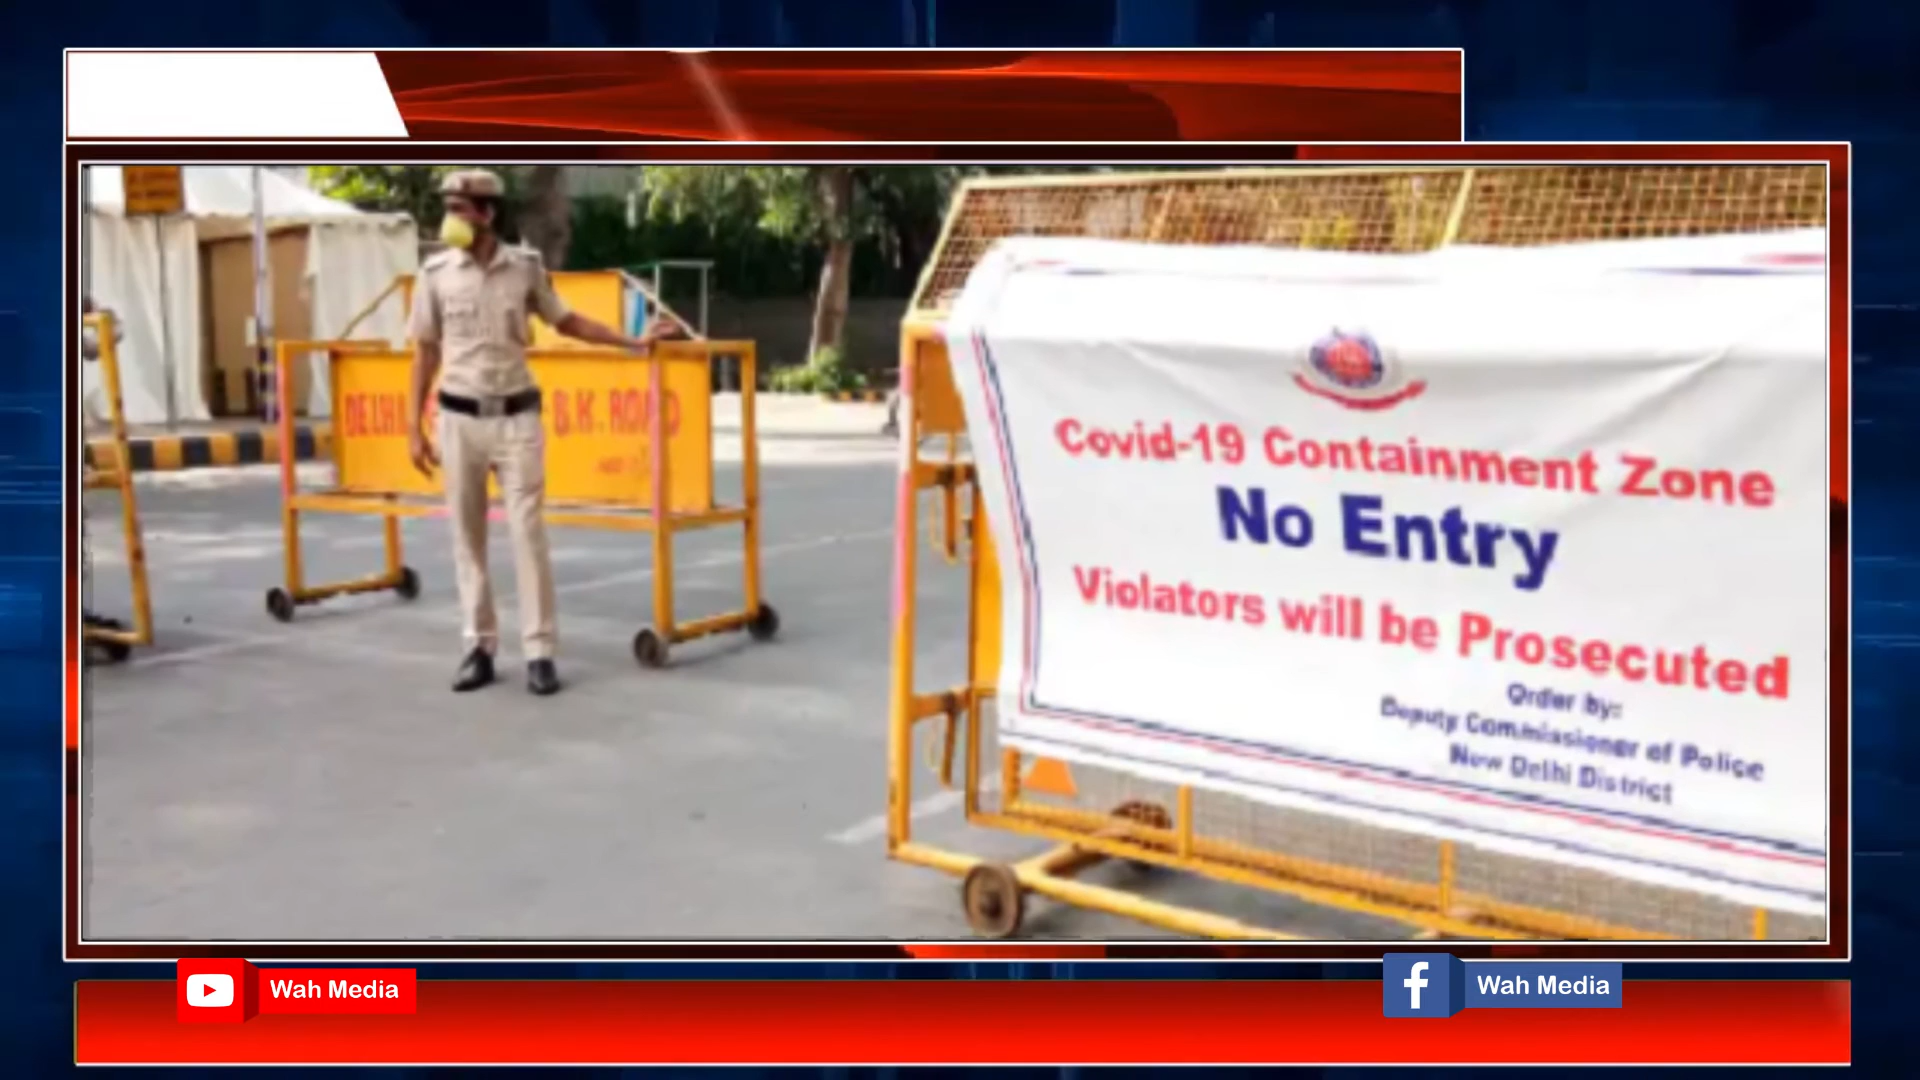 DELHI
B.K. ROAD
Covid-19 Containment Zone
No Entry
Violators will be Prosecuted
Order by:
Deputy Commissioner of Police
New Delhi District
Wah Media
Wah Media